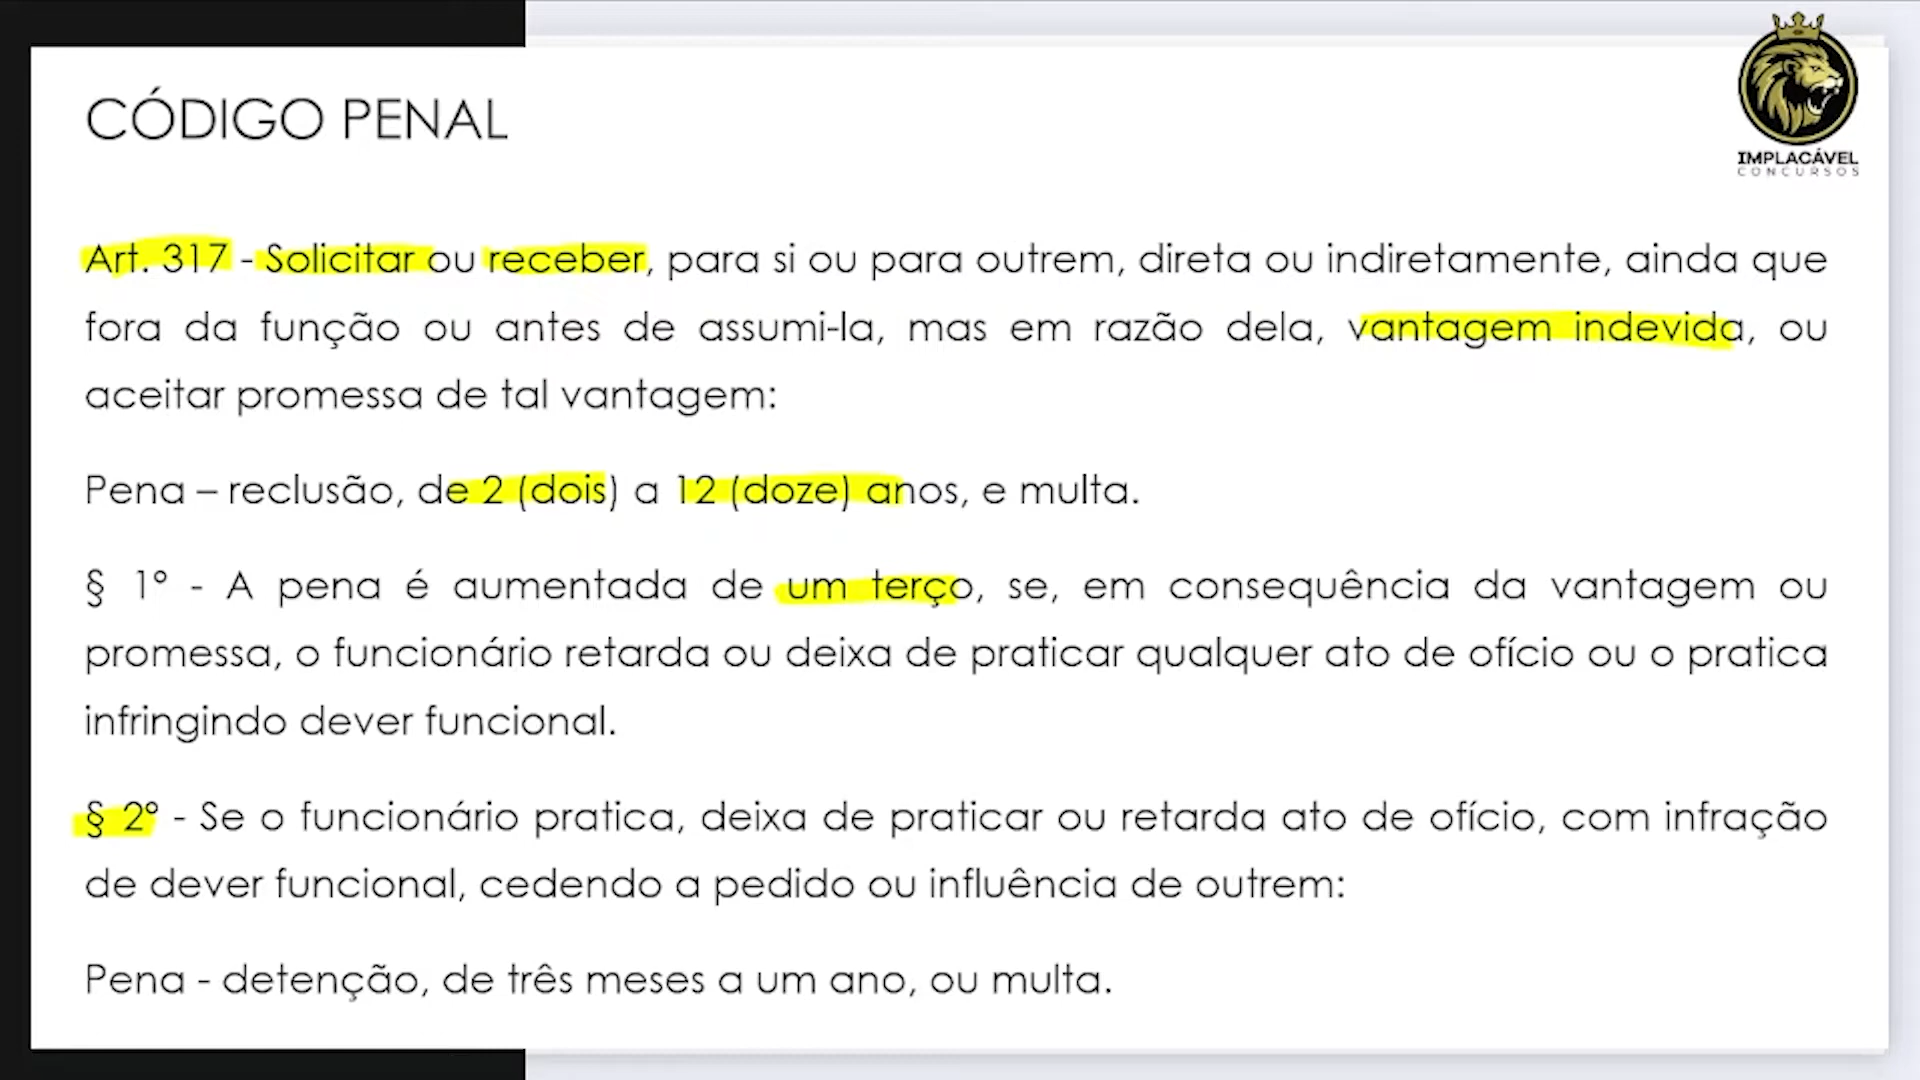 CÓDIGO PENAL
IMPLACÁVEL
CONCURSOS
Art. 317 - Solicitar ou receber, para si ou para outrem, direta ou indiretamente, ainda que
fora da função ou antes de assumi-la, mas em razão dela, vantagem indevida, ou
aceitar promessa de tal vantagem:
Pena – reclusão, de 2 (dois) a 12 (doze) anos, e multa.
§ 1º - A pena é aumentada de um terço, se, em consequência da vantagem ou
promessa, o funcionário retarda ou deixa de praticar qualquer ato de ofício ou o pratica
infringindo dever funcional.
§ 2º - Se o funcionário pratica, deixa de praticar ou retarda ato de ofício, com infração
de dever funcional, cedendo a pedido ou influência de outrem:
Pena - detenção, de três meses a um ano, ou multa.